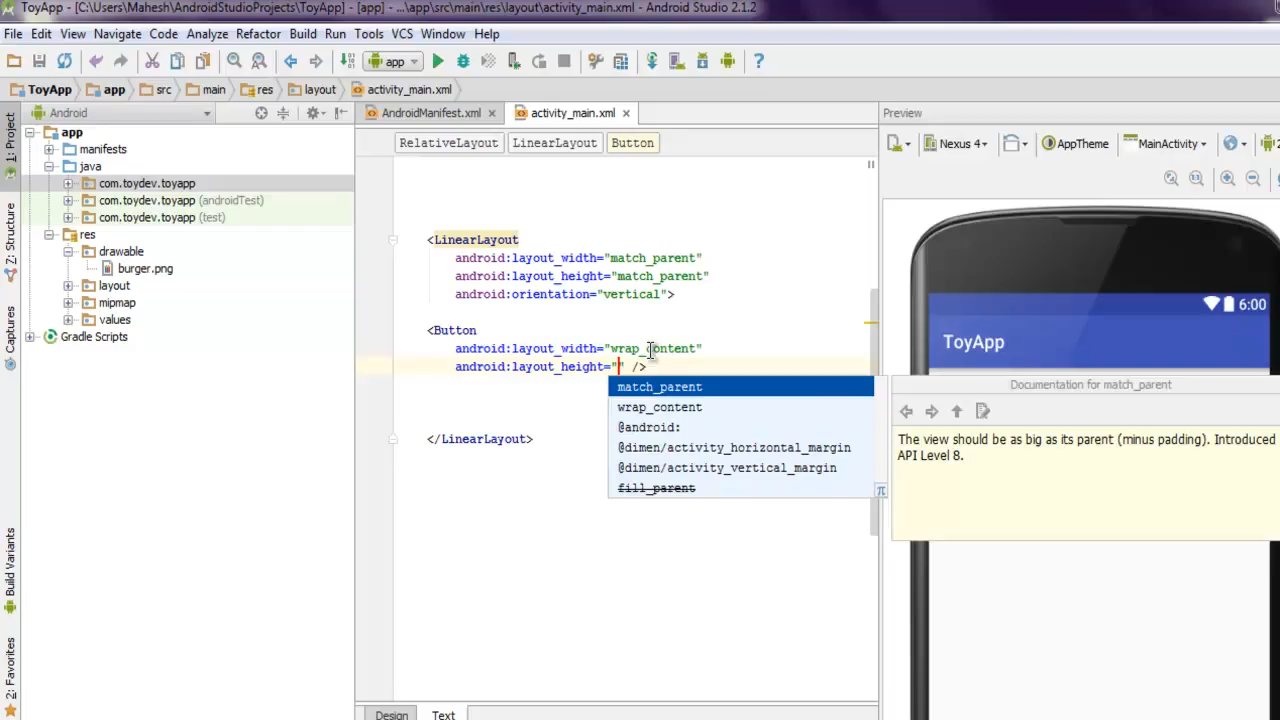 ToyApp - [C:\Users\Mahesh\AndroidStudioProjects\ToyApp] - [app] - ...\app\src\main\res\layout\activity_main.xml - Android Studio 2.1.2
File Edit View Navigate Code Analyze Refactor Build Run Tools VCS Window Help
app
ToyApp app src main res layout activity_main.xml
Android
AndroidManifest.xml activity_main.xml
Preview
1: Project
Z: Structure
Captures
Build Variants
2: Favorites
app
manifests
java
com.toydev.toyapp
com.toydev.toyapp (androidTest)
com.toydev.toyapp (test)
res
drawable
burger.png
layout
mipmap
values
Gradle Scripts
RelativeLayout LinearLayout Button
<LinearLayout
android:layout_width="match_parent"
android:layout_height="match_parent"
android:orientation="vertical">
<Button
android:layout_width="wrap_content"
android:layout_height="" />
match_parent
wrap_content
@android:
@dimen/activity_horizontal_margin
@dimen/activity_vertical_margin
fill_parent
π
</LinearLayout>
Design Text
Nexus 4 AppTheme MainActivity 2
6:00
ToyApp
Documentation for match_parent
The view should be as big as its parent (minus padding). Introduced
API Level 8.